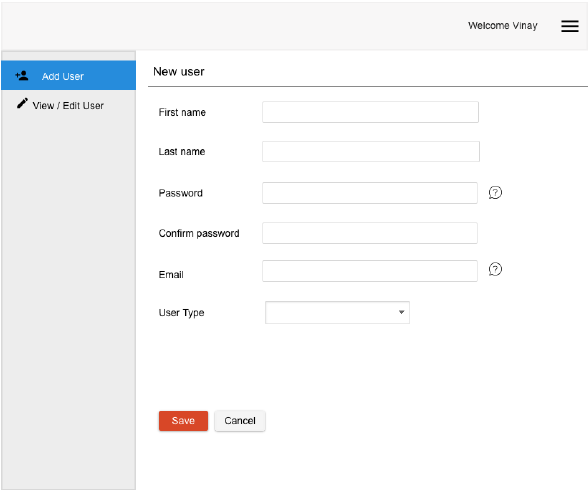 Welcome Vinay
Add User
View / Edit User
New user
First name
Last name
Password
?
Confirm password
Email
?
User Type
Save
Cancel